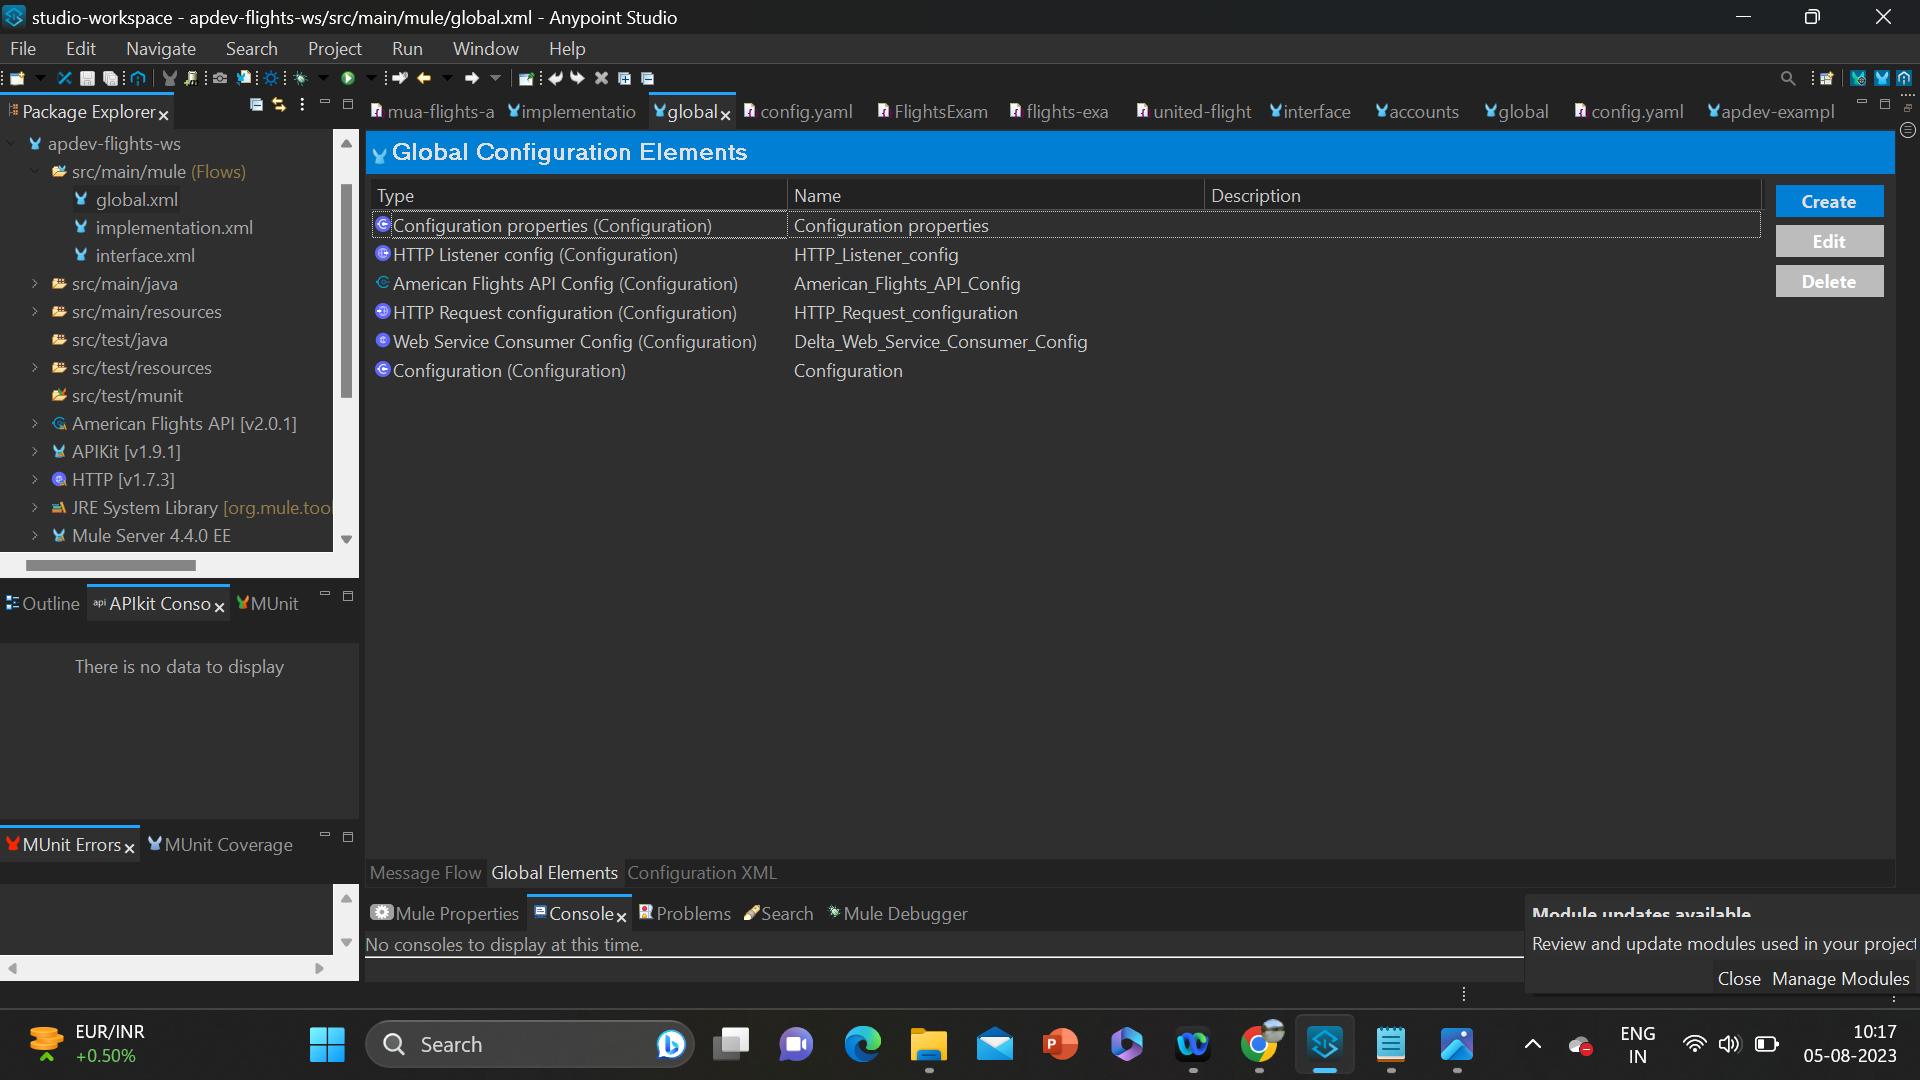 studio-workspace - apdev-flights-ws/src/main/mule/global.xml - Anypoint Studio
File Edit Navigate Search Project Run Window Help
Package Explorer
mua-flights-a implementatio global config.yaml FlightsExam flights-exa united-flight interface accounts global config.yaml apdev-exampl
apdev-flights-ws
src/main/mule (Flows)
global.xml
implementation.xml
interface.xml
src/main/java
src/main/resources
src/test/java
src/test/resources
src/test/munit
American Flights API [v2.0.1]
APIKit [v1.9.1]
HTTP [v1.7.3]
JRE System Library [org.mule.tool
Mule Server 4.4.0 EE
Global Configuration Elements
Type Name Description
Configuration properties (Configuration) Configuration properties
HTTP Listener config (Configuration) HTTP_Listener_config
American Flights API Config (Configuration) American_Flights_API_Config
HTTP Request configuration (Configuration) HTTP_Request_configuration
Web Service Consumer Config (Configuration) Delta_Web_Service_Consumer_Config
Configuration (Configuration) Configuration
Create
Edit
Delete
Outline api APIkit Conso MUnit
There is no data to display
MUnit Errors MUnit Coverage
Message Flow Global Elements Configuration XML
Mule Properties Console Problems Search Mule Debugger
No consoles to display at this time.
Module updates available
Review and update modules used in your project
Close Manage Modules
EUR/INR
+0.50%
Search
ENG
IN
10:17
05-08-2023